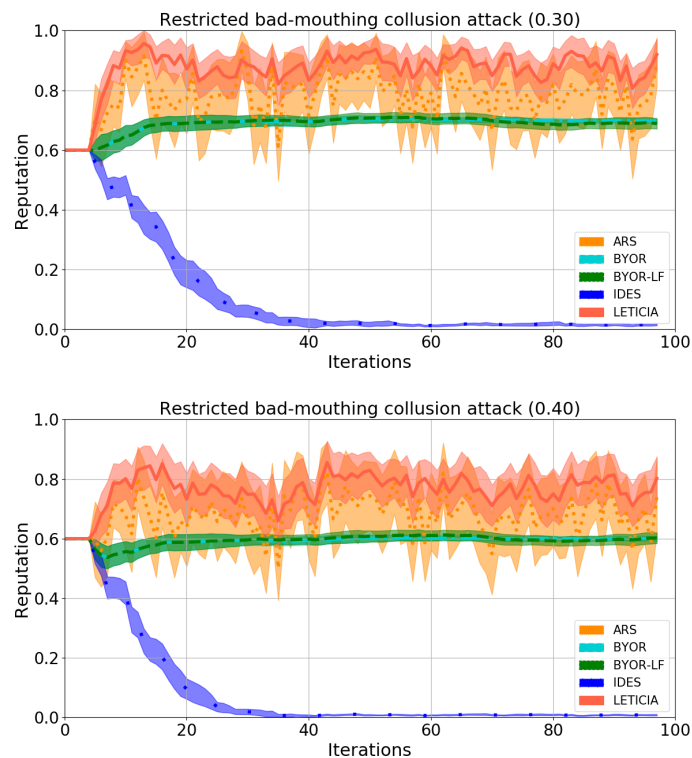 Restricted bad-mouthing collusion attack (0.30)
1.0
0.8
0.6
0.4
0.2
0.0
Reputation
ARS
BYOR
BYOR-LF
IDES
LETICIA
0 20 40 60 80 100
Iterations
Restricted bad-mouthing collusion attack (0.40)
1.0
0.8
0.6
0.4
0.2
0.0
Reputation
ARS
BYOR
BYOR-LF
IDES
LETICIA
0 20 40 60 80 100
Iterations